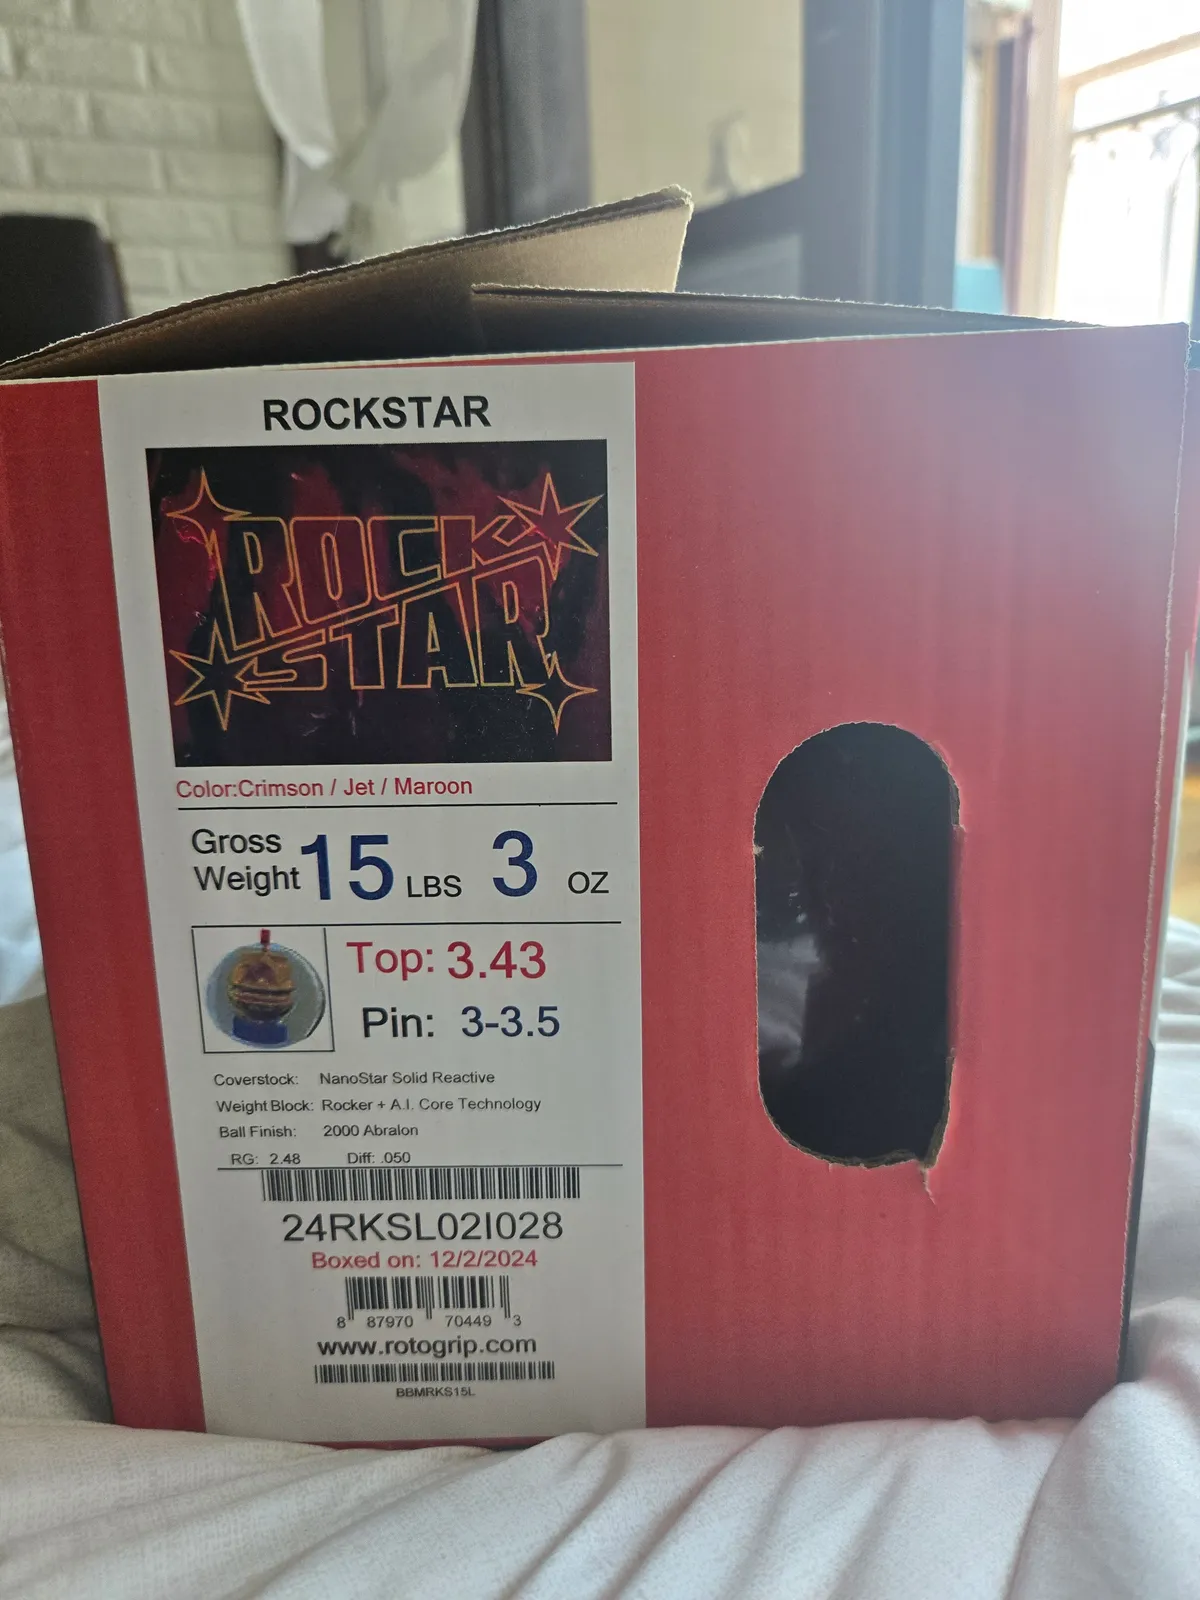 ROCKSTAR
ROCK
STAR
Color:Crimson / Jet / Maroon
Gross Weight 15 LBS 3 OZ
Top: 3.43
Pin: 3-3.5
Coverstock: NanoStar Solid Reactive
Weight Block: Rocker + A.I. Core Technology
Ball Finish: 2000 Abralon
RG: 2.48 Diff: .050
24RKSL02I028
Boxed on: 12/2/2024
8 87970 70449 3
www.rotogrip.com
BBMRKS15L